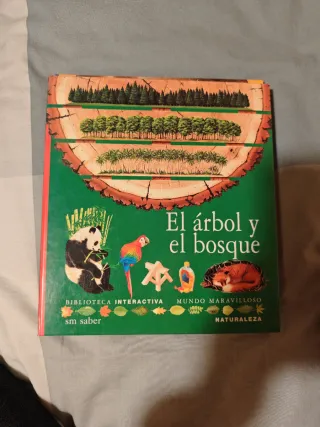 El árbol y
el bosque
BIBLIOTECA INTERACTIVA MUNDO MARAVILLOSO
sm saber NATURALEZA